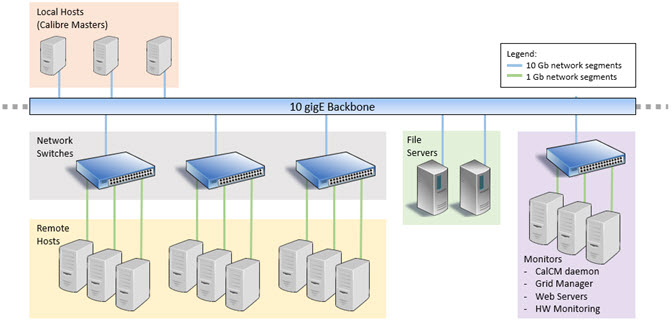 Local Hosts
(Calibre Masters)
Legend:
10 Gb network segments
1 Gb network segments
10 gigE Backbone
Network
Switches
File
Servers
Remote
Hosts
Monitors
- CalCM daemon
- Grid Manager
- Web Servers
- HW Monitoring